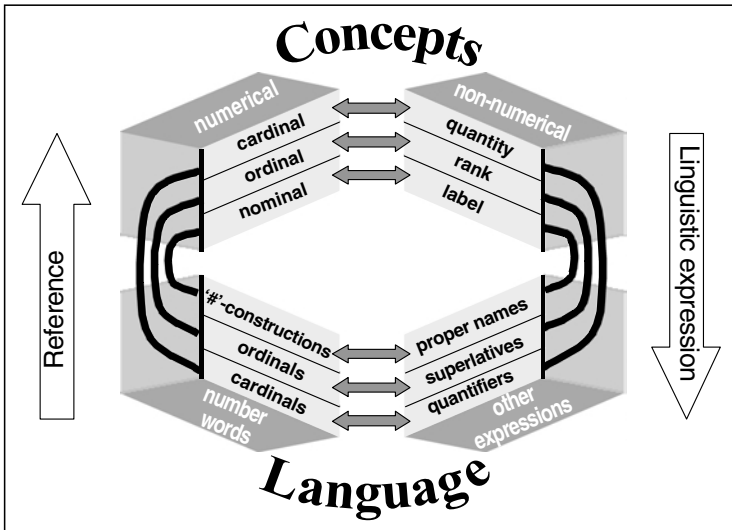 Concepts
numerical
non-numerical
cardinal
ordinal
nominal
quantity
rank
label
Reference
Linguistic expression
'#'-constructions
ordinals
cardinals
proper names
superlatives
quantifiers
number
words
other
expressions
Language